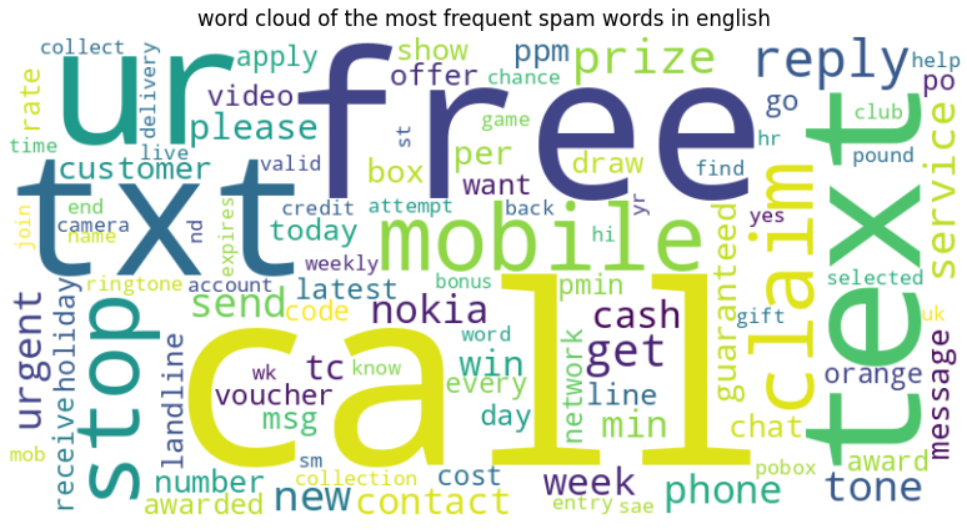 word cloud of the most frequent spam words in english
collect
delivery
apply
show
ppm
prize
reply
help
ur
free
offer
chance
po
rate
video
go
club
text
time
please
game
st
hr
live
customer
valid
per
box
draw
find
pound
service
txt
want
claim
join
end
camera
name
nd
expires
credit
attempt
back
yr
yes
today
mobile
hi
guaranteed
weekly
selected
ringtone
account
latest
bonus
pmin
urgent
receive
holiday
stop
send
code
nokia
cash
gift
uk
call
word
network
get
landline
wk
tc
know
win
orange
voucher
every
line
message
msg
day
min
chat
mob
sm
number
collection
cost
week
pobox
award
awarded
new
contact
entry
sae
phone
tone